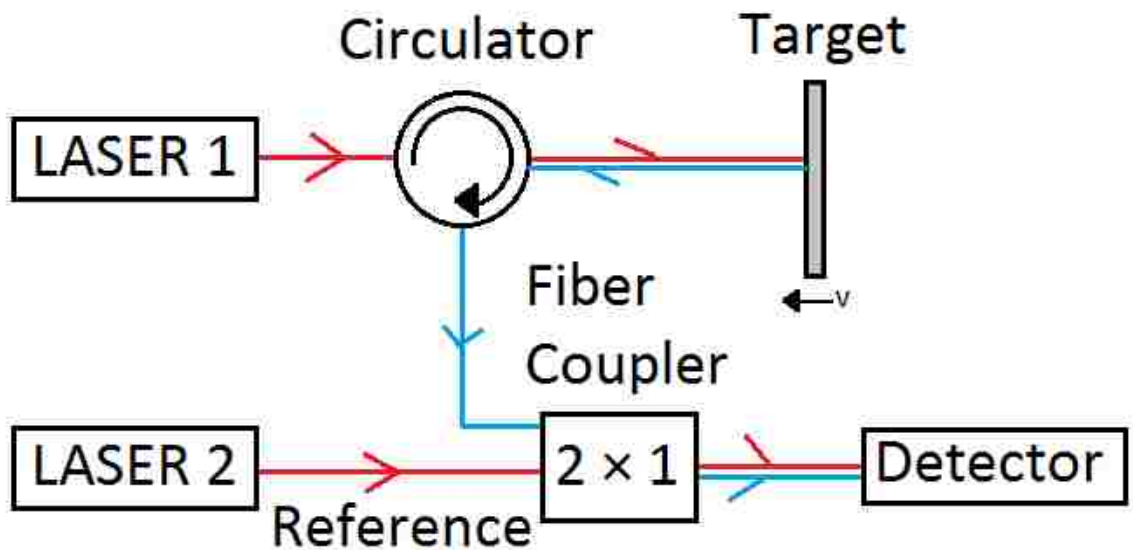 Circulator
Target
LASER 1
v
Fiber
Coupler
LASER 2
2 × 1
Detector
Reference